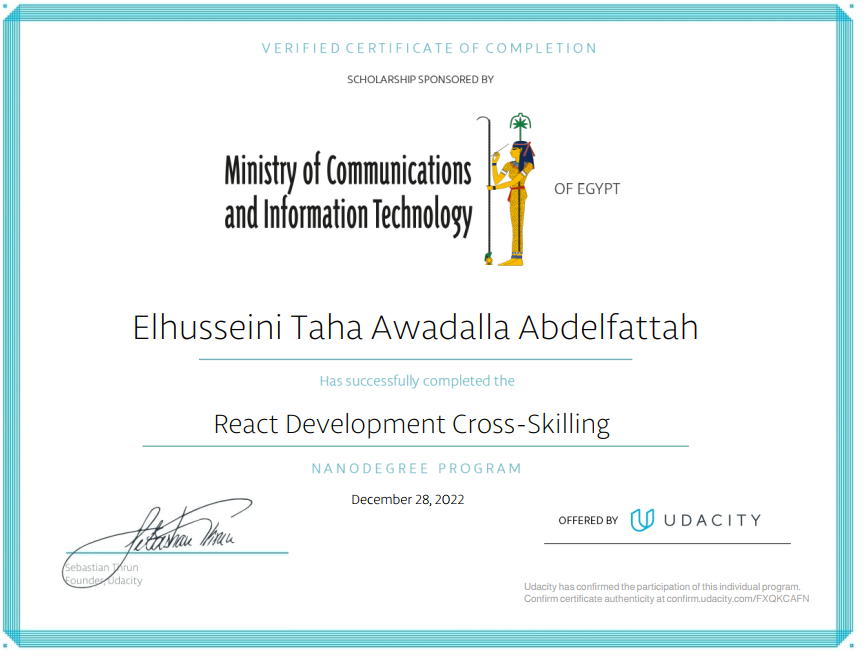 VERIFIED CERTIFICATE OF COMPLETION
SCHOLARSHIP SPONSORED BY
Ministry of Communications
and Information Technology
OF EGYPT
Elhusseini Taha Awadalla Abdelfattah
Has successfully completed the
React Development Cross-Skilling
NANODEGREE PROGRAM
December 28, 2022
Sebastian Thrun
Sebastian Thrun
Founder, Udacity
OFFERED BY UDACITY
Udacity has confirmed the participation of this individual program.
Confirm certificate authenticity at confirm.udacity.com/FXQKCAFN